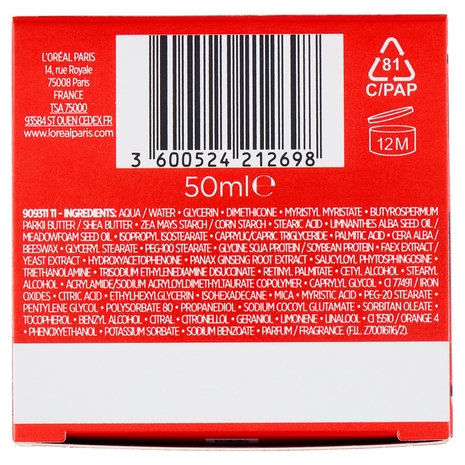 L'ORÉAL PARIS
14, rue Royale
75008 Paris
FRANCE
TSA 75000
93584 ST OUEN CEDEX FR
www.lorealparis.com
3 600524 212698
81
C/PAP
12M
50ml℮
909311 11 - INGREDIENTS: AQUA / WATER • GLYCERIN • DIMETHICONE • MYRISTYL MYRISTATE • BUTYROSPERMUM
PARKII BUTTER / SHEA BUTTER • ZEA MAYS STARCH / CORN STARCH • STEARIC ACID • LIMNANTHES ALBA SEED OIL /
MEADOWFOAM SEED OIL • ISOPROPYL ISOSTEARATE • CAPRYLIC/CAPRIC TRIGLYCERIDE • PALMITIC ACID • CERA ALBA /
BEESWAX • GLYCERYL STEARATE • PEG-100 STEARATE • GLYCINE SOJA PROTEIN / SOYBEAN PROTEIN • FAEX EXTRACT /
YEAST EXTRACT • HYDROXYACETOPHENONE • PANAX GINSENG ROOT EXTRACT • SALICYLOYL PHYTOSPHINGOSINE •
TRIETHANOLAMINE • TRISODIUM ETHYLENEDIAMINE DISUCCINATE • RETINYL PALMITATE • CETYL ALCOHOL • STEARYL
ALCOHOL • ACRYLAMIDE/SODIUM ACRYLOYLDIMETHYLTAURATE COPOLYMER • CAPRYLYL GLYCOL • CI 77491 / IRON
OXIDES • CITRIC ACID • ETHYLHEXYLGLYCERIN • ISOHEXADECANE • MICA • MYRISTIC ACID • PEG-20 STEARATE •
PENTYLENE GLYCOL • POLYSORBATE 80 • PROPANEDIOL • SODIUM COCOYL GLUTAMATE • SORBITAN OLEATE •
TOCOPHEROL • BENZYL ALCOHOL • CITRAL • CITRONELLOL • GERANIOL • LIMONENE • LINALOOL • CI 15510 / ORANGE 4
• PHENOXYETHANOL • POTASSIUM SORBATE • SODIUM BENZOATE • PARFUM / FRAGRANCE. (F.I.L. Z70016116/2).